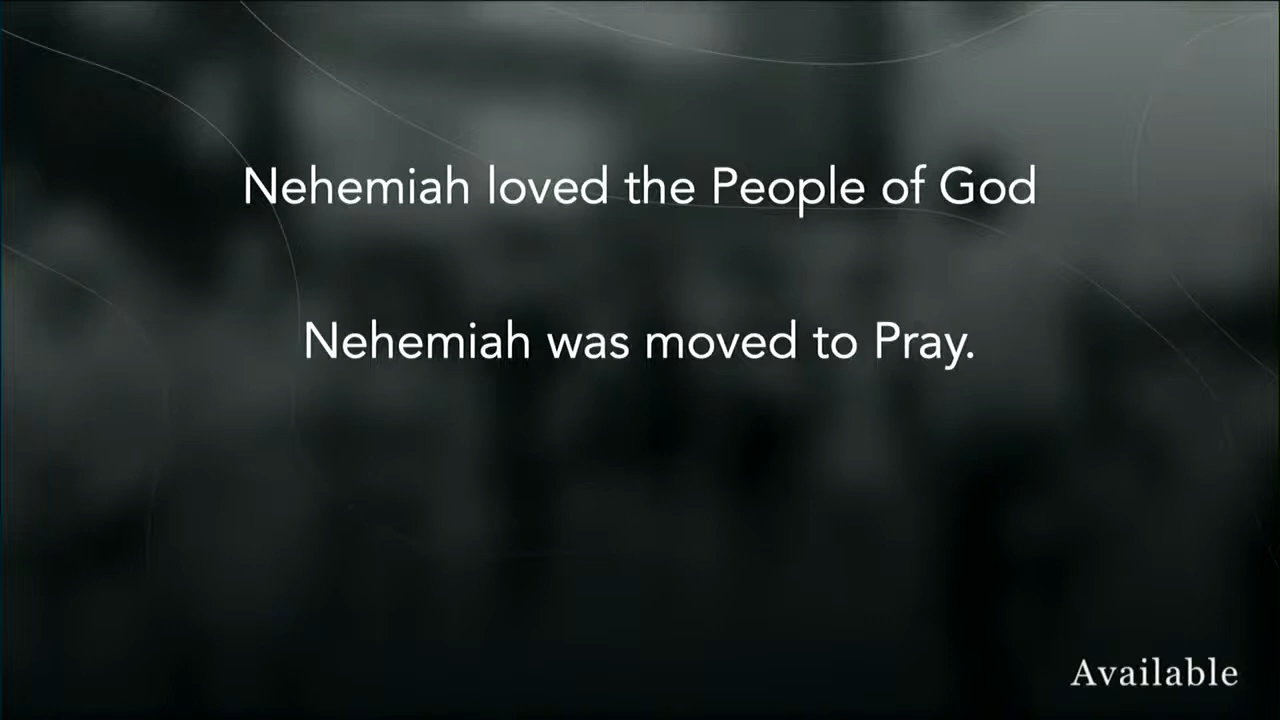 Nehemiah loved the People of God
Nehemiah was moved to Pray.
Available